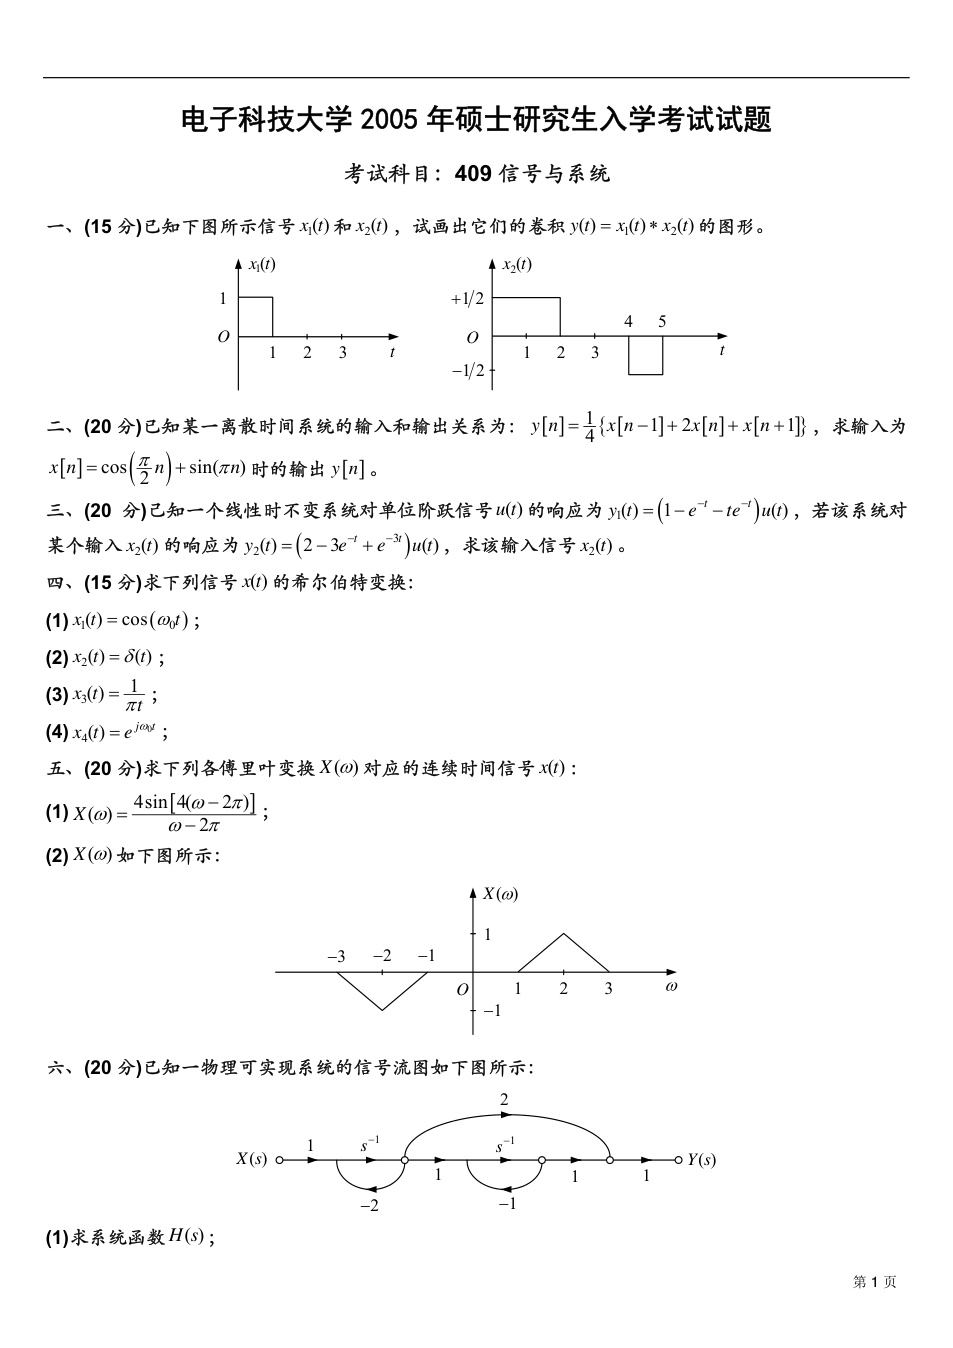 电子科技大学 2005 年硕士研究生入学考试试题
考试科目：409 信号与系统
一、(15 分)已知下图所示信号 x₁(t) 和 x₂(t) ，试画出它们的卷积 y(t) = x₁(t) ∗ x₂(t) 的图形。
x₁(t)
1
O
1 2 3 t
x₂(t)
+1/2
O
−1/2
4 5
1 2 3 t
二、(20 分)已知某一离散时间系统的输入和输出关系为：y[n] = 1/4{x[n−1] + 2x[n] + x[n+1]} ，求输入为
x[n] = cos(π/2 n) + sin(πn) 时的输出 y[n] 。
三、(20 分)已知一个线性时不变系统对单位阶跃信号 u(t) 的响应为 y₁(t) = (1 − e^{−t} − te^{−t})u(t) ，若该系统对
某个输入 x₂(t) 的响应为 y₂(t) = (2 − 3e^{−t} + e^{−3t})u(t) ，求该输入信号 x₂(t) 。
四、(15 分)求下列信号 x(t) 的希尔伯特变换：
(1) x₁(t) = cos(ω₀t) ；
(2) x₂(t) = δ(t) ；
(3) x₃(t) = 1/πt ；
(4) x₄(t) = e^{jω₀t} ；
五、(20 分)求下列各傅里叶变换 X(ω) 对应的连续时间信号 x(t) ：
(1) X(ω) = 4sin[4(ω − 2π)]/(ω − 2π) ；
(2) X(ω) 如下图所示：
X(ω)
1
−3 −2 −1
O 1 2 3 ω
−1
六、(20 分)已知一物理可实现系统的信号流图如下图所示：
2
X(s) 1 s⁻¹ s⁻¹ Y(s)
1 1 1
−2 −1
(1)求系统函数 H(s) ；
第 1 页